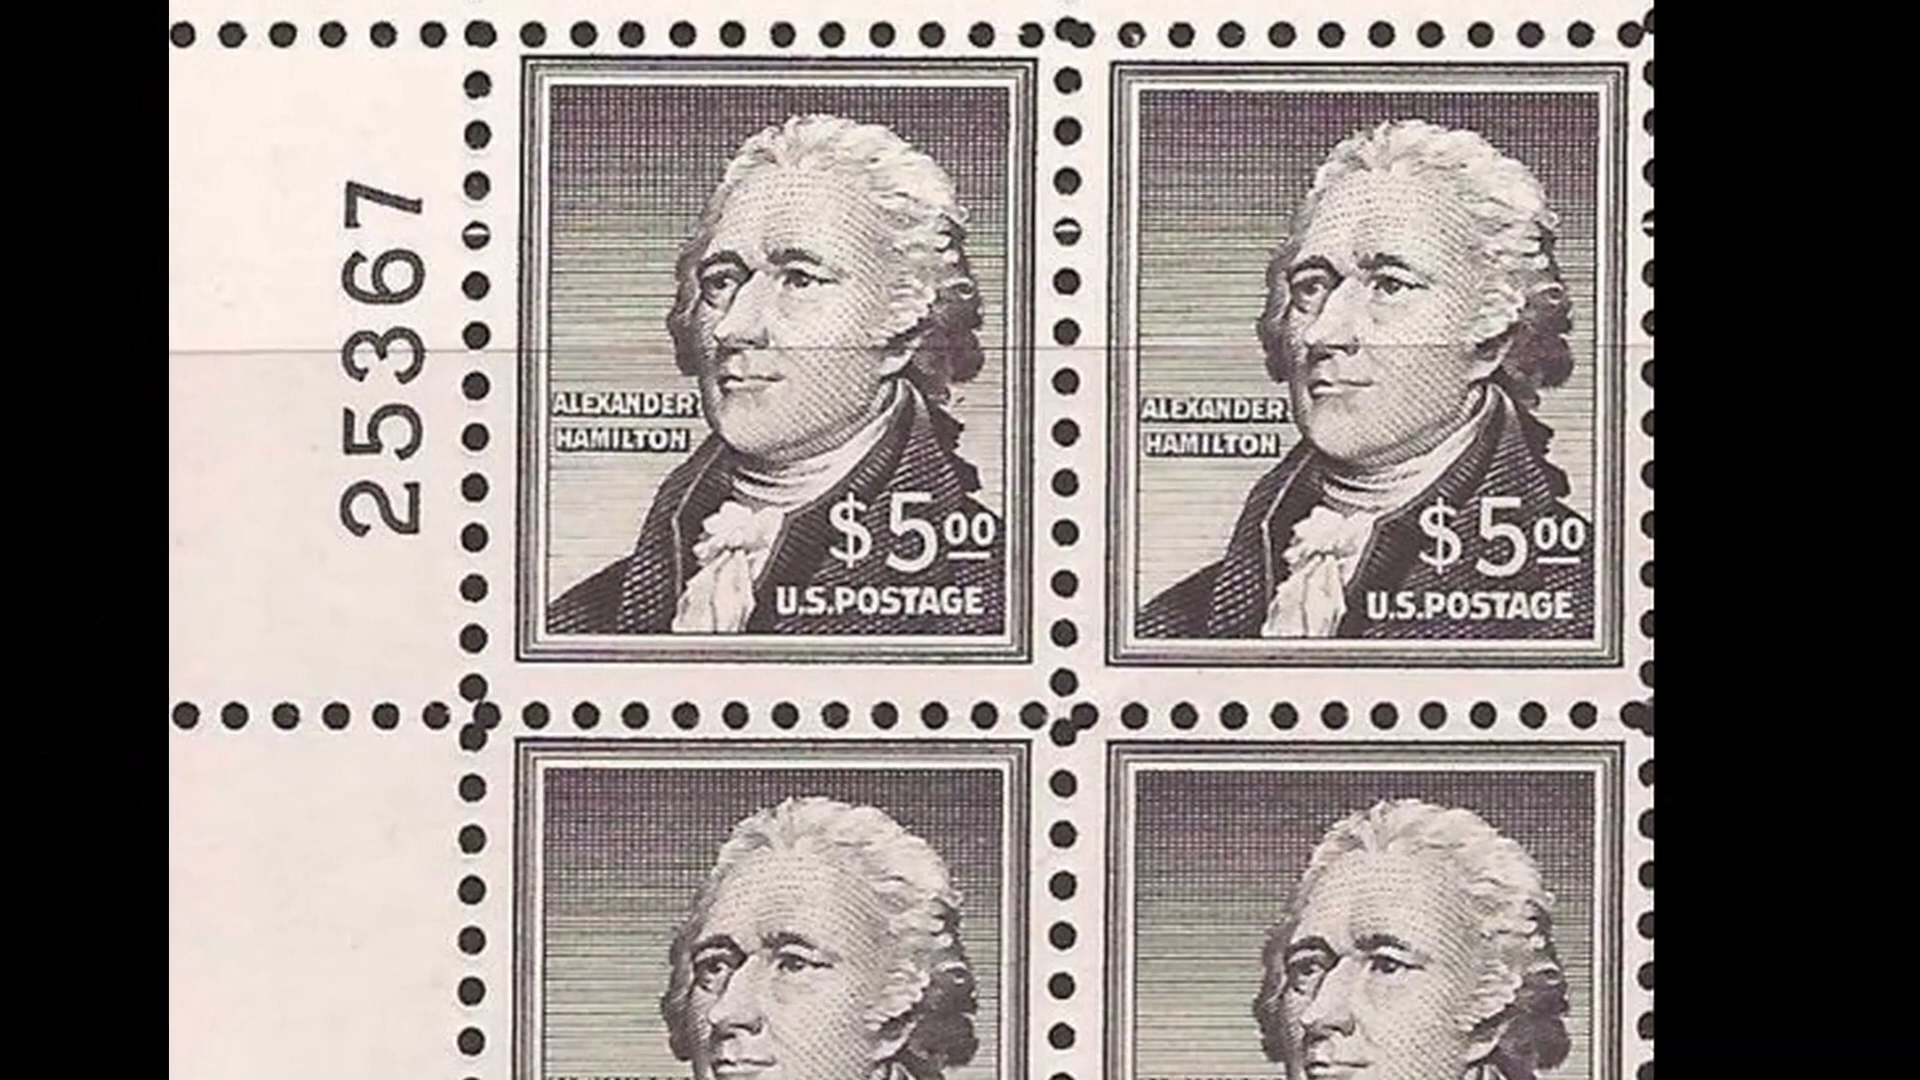 25367
ALEXANDER
HAMILTON
$5.00
U.S.POSTAGE
ALEXANDER
HAMILTON
$5.00
U.S.POSTAGE